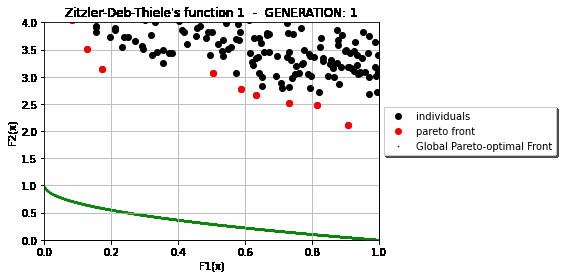 Zitzler-Deb-Thiele's function 1 - GENERATION: 1
F2(x)
4.0
3.5
3.0
2.5
2.0
1.5
1.0
0.5
0.0
0.0 0.2 0.4 0.6 0.8 1.0
F1(x)
individuals
pareto front
Global Pareto-optimal Front